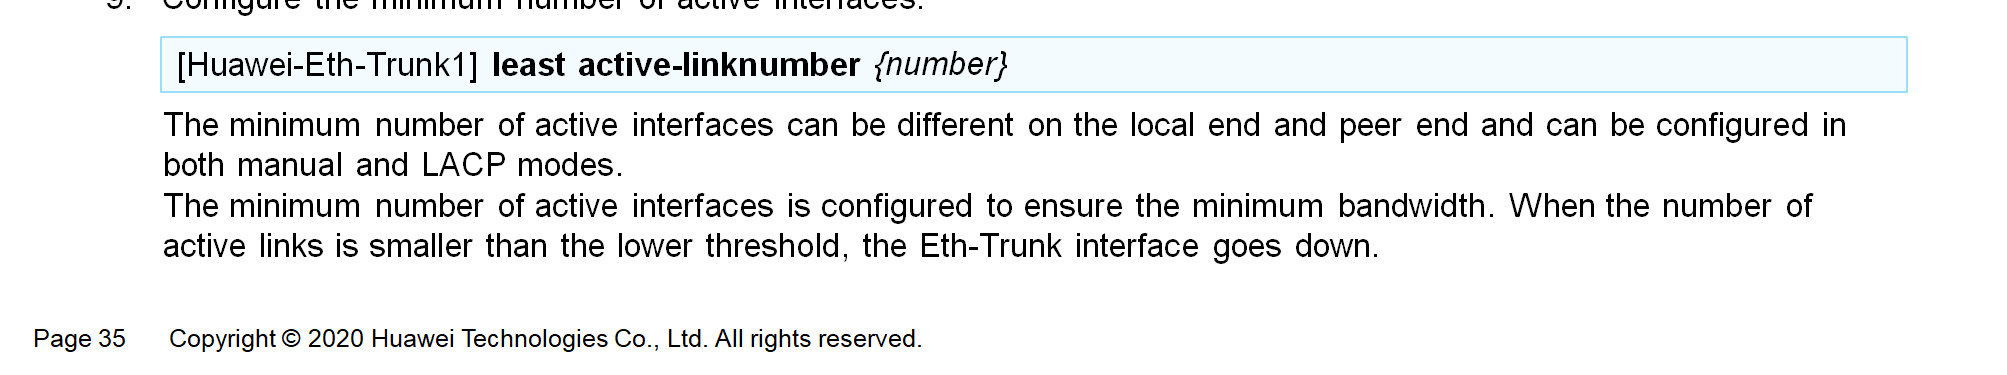 9. Configure the minimum number of active interfaces.
[Huawei-Eth-Trunk1] least active-linknumber {number}
The minimum number of active interfaces can be different on the local end and peer end and can be configured in
both manual and LACP modes.
The minimum number of active interfaces is configured to ensure the minimum bandwidth. When the number of
active links is smaller than the lower threshold, the Eth-Trunk interface goes down.
Page 35 Copyright © 2020 Huawei Technologies Co., Ltd. All rights reserved.